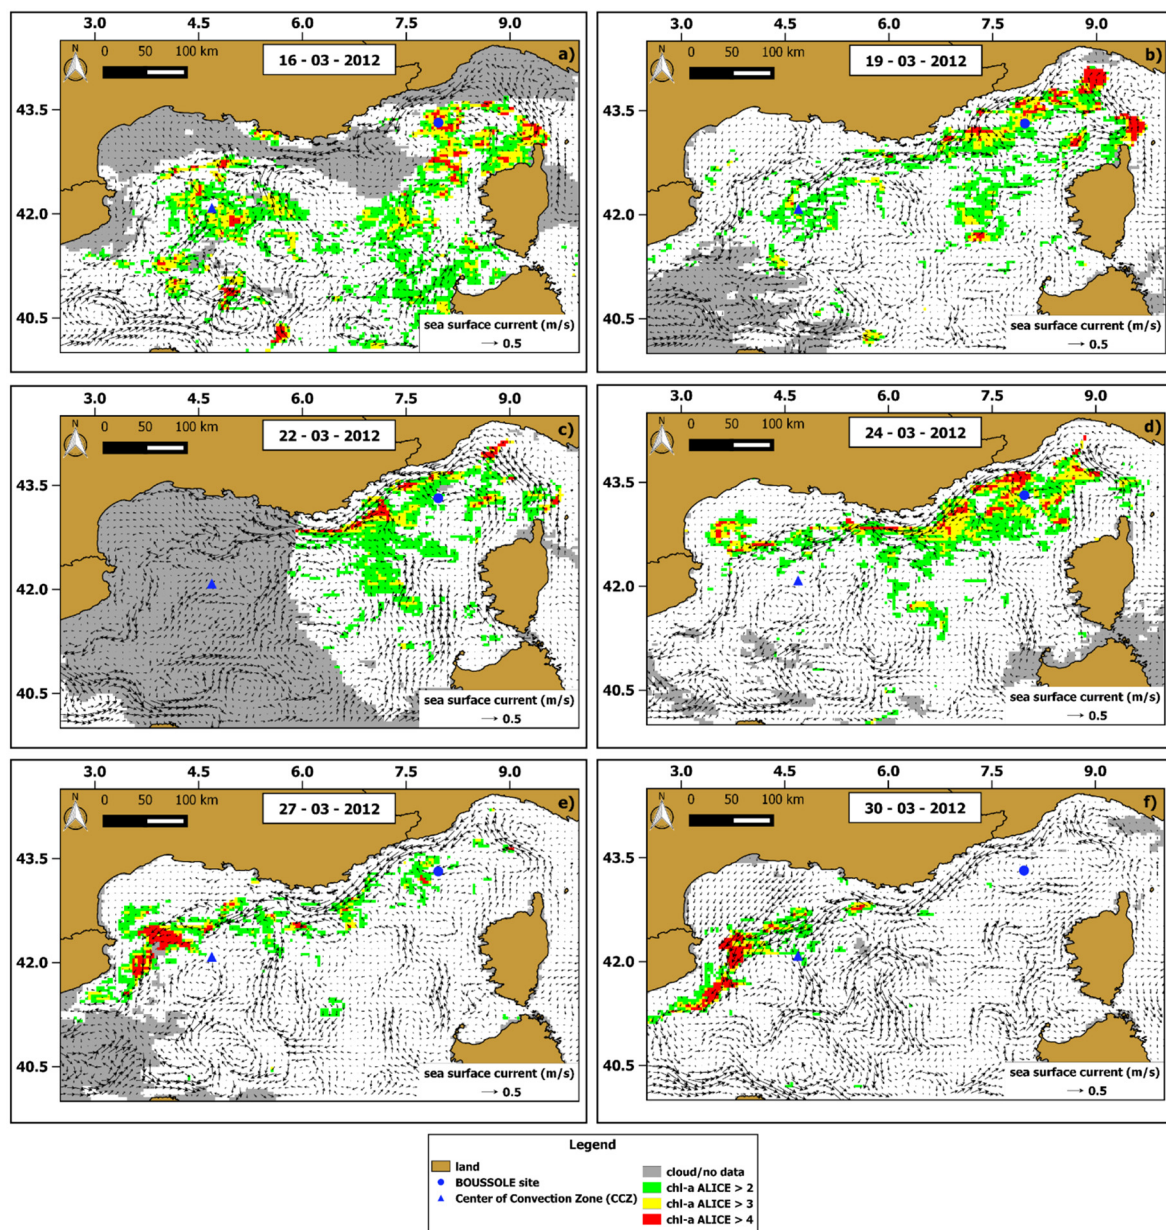 3.0 4.5 6.0 7.5 9.0
3.0 4.5 6.0 7.5 9.0
N
0 50 100 km
16 - 03 - 2012
a)
43.5
42.0
40.5
sea surface current (m/s)
0.5
N
0 50 100 km
19 - 03 - 2012
b)
43.5
42.0
40.5
sea surface current (m/s)
0.5
3.0 4.5 6.0 7.5 9.0
3.0 4.5 6.0 7.5 9.0
N
0 50 100 km
22 - 03 - 2012
c)
43.5
42.0
40.5
sea surface current (m/s)
0.5
N
0 50 100 km
24 - 03 - 2012
d)
43.5
42.0
40.5
sea surface current (m/s)
0.5
3.0 4.5 6.0 7.5 9.0
3.0 4.5 6.0 7.5 9.0
N
0 50 100 km
27 - 03 - 2012
e)
43.5
42.0
40.5
sea surface current (m/s)
0.5
N
0 50 100 km
30 - 03 - 2012
f)
43.5
42.0
40.5
sea surface current (m/s)
0.5
Legend
land
BOUSSOLE site
Center of Convection Zone (CCZ)
cloud/no data
chl-a ALICE > 2
chl-a ALICE > 3
chl-a ALICE > 4